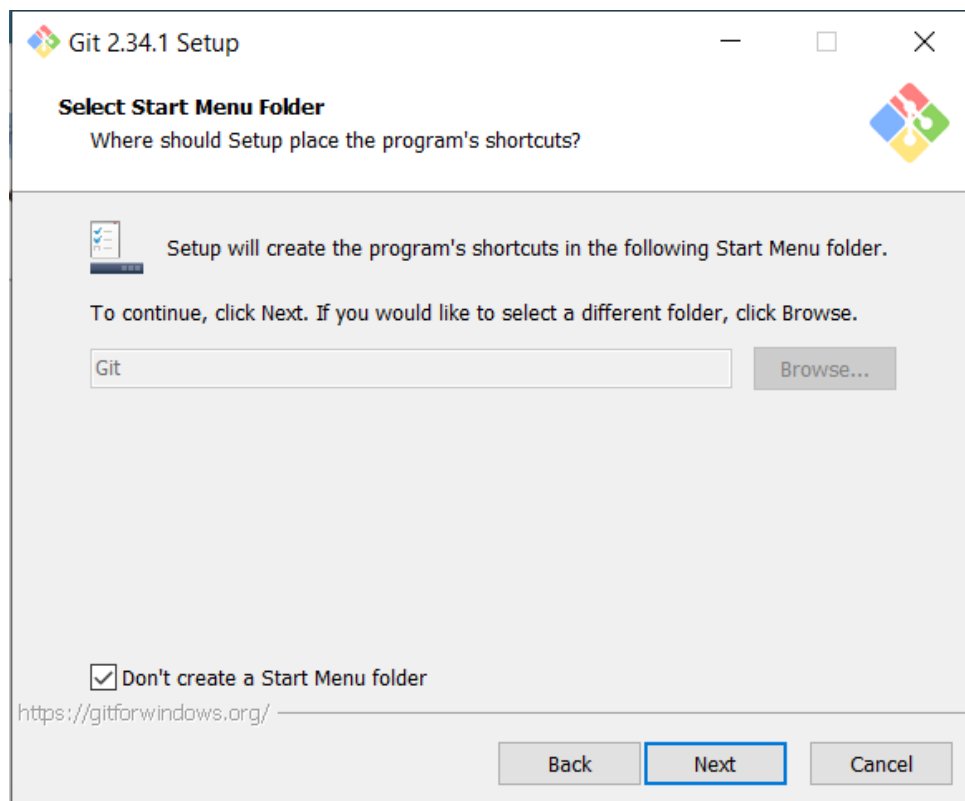 Git 2.34.1 Setup
Select Start Menu Folder
Where should Setup place the program's shortcuts?
Setup will create the program's shortcuts in the following Start Menu folder.
To continue, click Next. If you would like to select a different folder, click Browse.
Git
Browse...
Don't create a Start Menu folder
https://gitforwindows.org/
Back
Next
Cancel